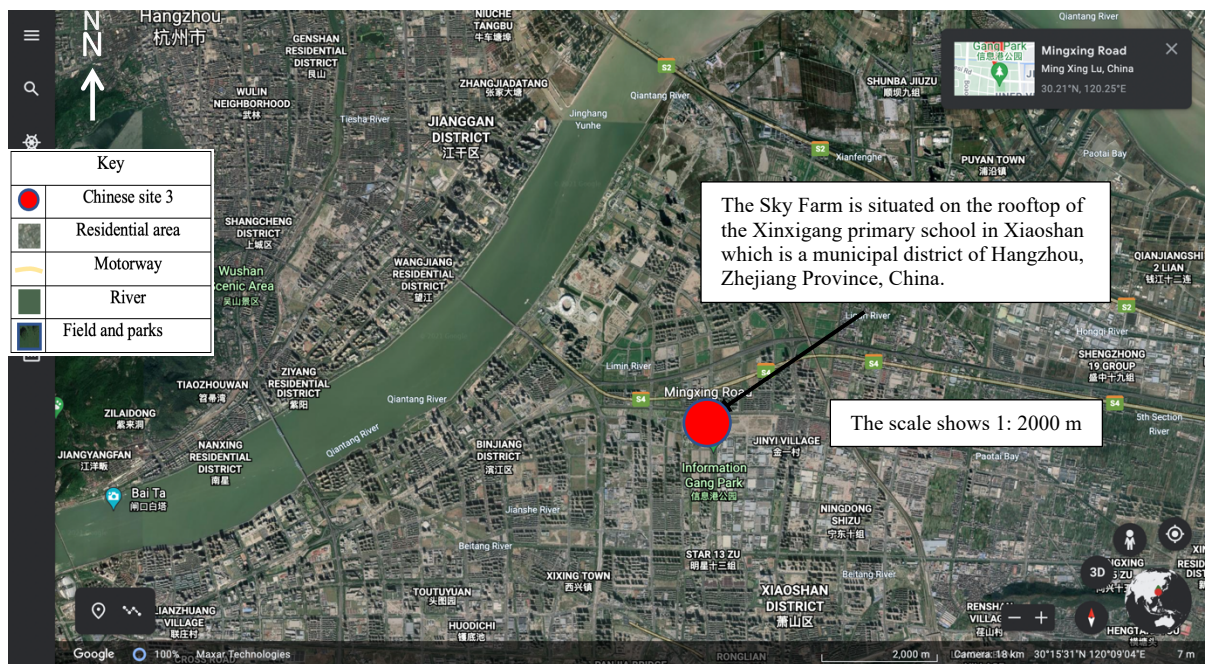 Hangzhou
杭州市
N
N
NIUCHE
TANGBU
牛车塘埠
GENSHAN
RESIDENTIAL
DISTRICT
艮山
ZHANGJIADATANG
张家大塘
WULIN
NEIGHBORHOOD
武林
Tiesha River
JIANGGAN
DISTRICT
江干区
Jinghang
Yunhe
S2
Qiantang River
Qiantang River
SHUNBA JIUZU
顺坝九组
Gang Park
信息港公园
Mingxing Road
Ming Xing Lu, China
30.21°N, 120.25°E
S2
Xianfenghe
PUYAN TOWN
浦沿镇
Paotai Bay
Key
Chinese site 3
Residential area
Motorway
River
Field and parks
SHANGCHENG
DISTRICT
上城区
Wushan
Scenic Area
吴山景区
WANGJIANG
RESIDENTIAL
DISTRICT
望江
The Sky Farm is situated on the rooftop of
the Xinxigang primary school in Xiaoshan
which is a municipal district of Hangzhou,
Zhejiang Province, China.
QIANJIANGSHI
2 LIAN
钱江十二连
S2
Limin River
Hongqi River
SHENGZHONG
19 GROUP
盛中十九组
ZIYANG
RESIDENTIAL
DISTRICT
紫阳
TIAOZHOUWAN
笤帚湾
Limin River
S4
S4
S4
S4
Mingxing Road
Qiantang River
ZILAIDONG
紫来洞
The scale shows 1: 2000 m
5th Section
River
JIANGYANGFAN
江洋畈
NANXING
RESIDENTIAL
DISTRICT
南星
Qiantang River
BINJIANG
DISTRICT
滨江区
JINYI VILLAGE
金一村
Paotai Bay
Information
Gang Park
信息港公园
Bai Ta
闸口白塔
Jianshe River
NINGDONG
SHIZU
宁东十组
Beitang River
STAR 13 ZU
明星十三组
XIXING TOWN
西兴镇
Beitang River
3D
TOUTUYUAN
头图园
XIAOSHAN
DISTRICT
萧山区
LIANZHUANG
VILLAGE
联庄村
HUODICHI
镬底池
RENSHAN
VILLAGE
荏山村
Google
100%
Maxar Technologies
CROSS ROAD
PANJIA BRIDGE
RONGLIAN
2,000 m
Camera: 18 km
30°15'31"N 120°09'04"E
7 m